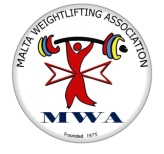 MALTA WEIGHTLIFTING ASSOCIATION
MWA
Founded 1975